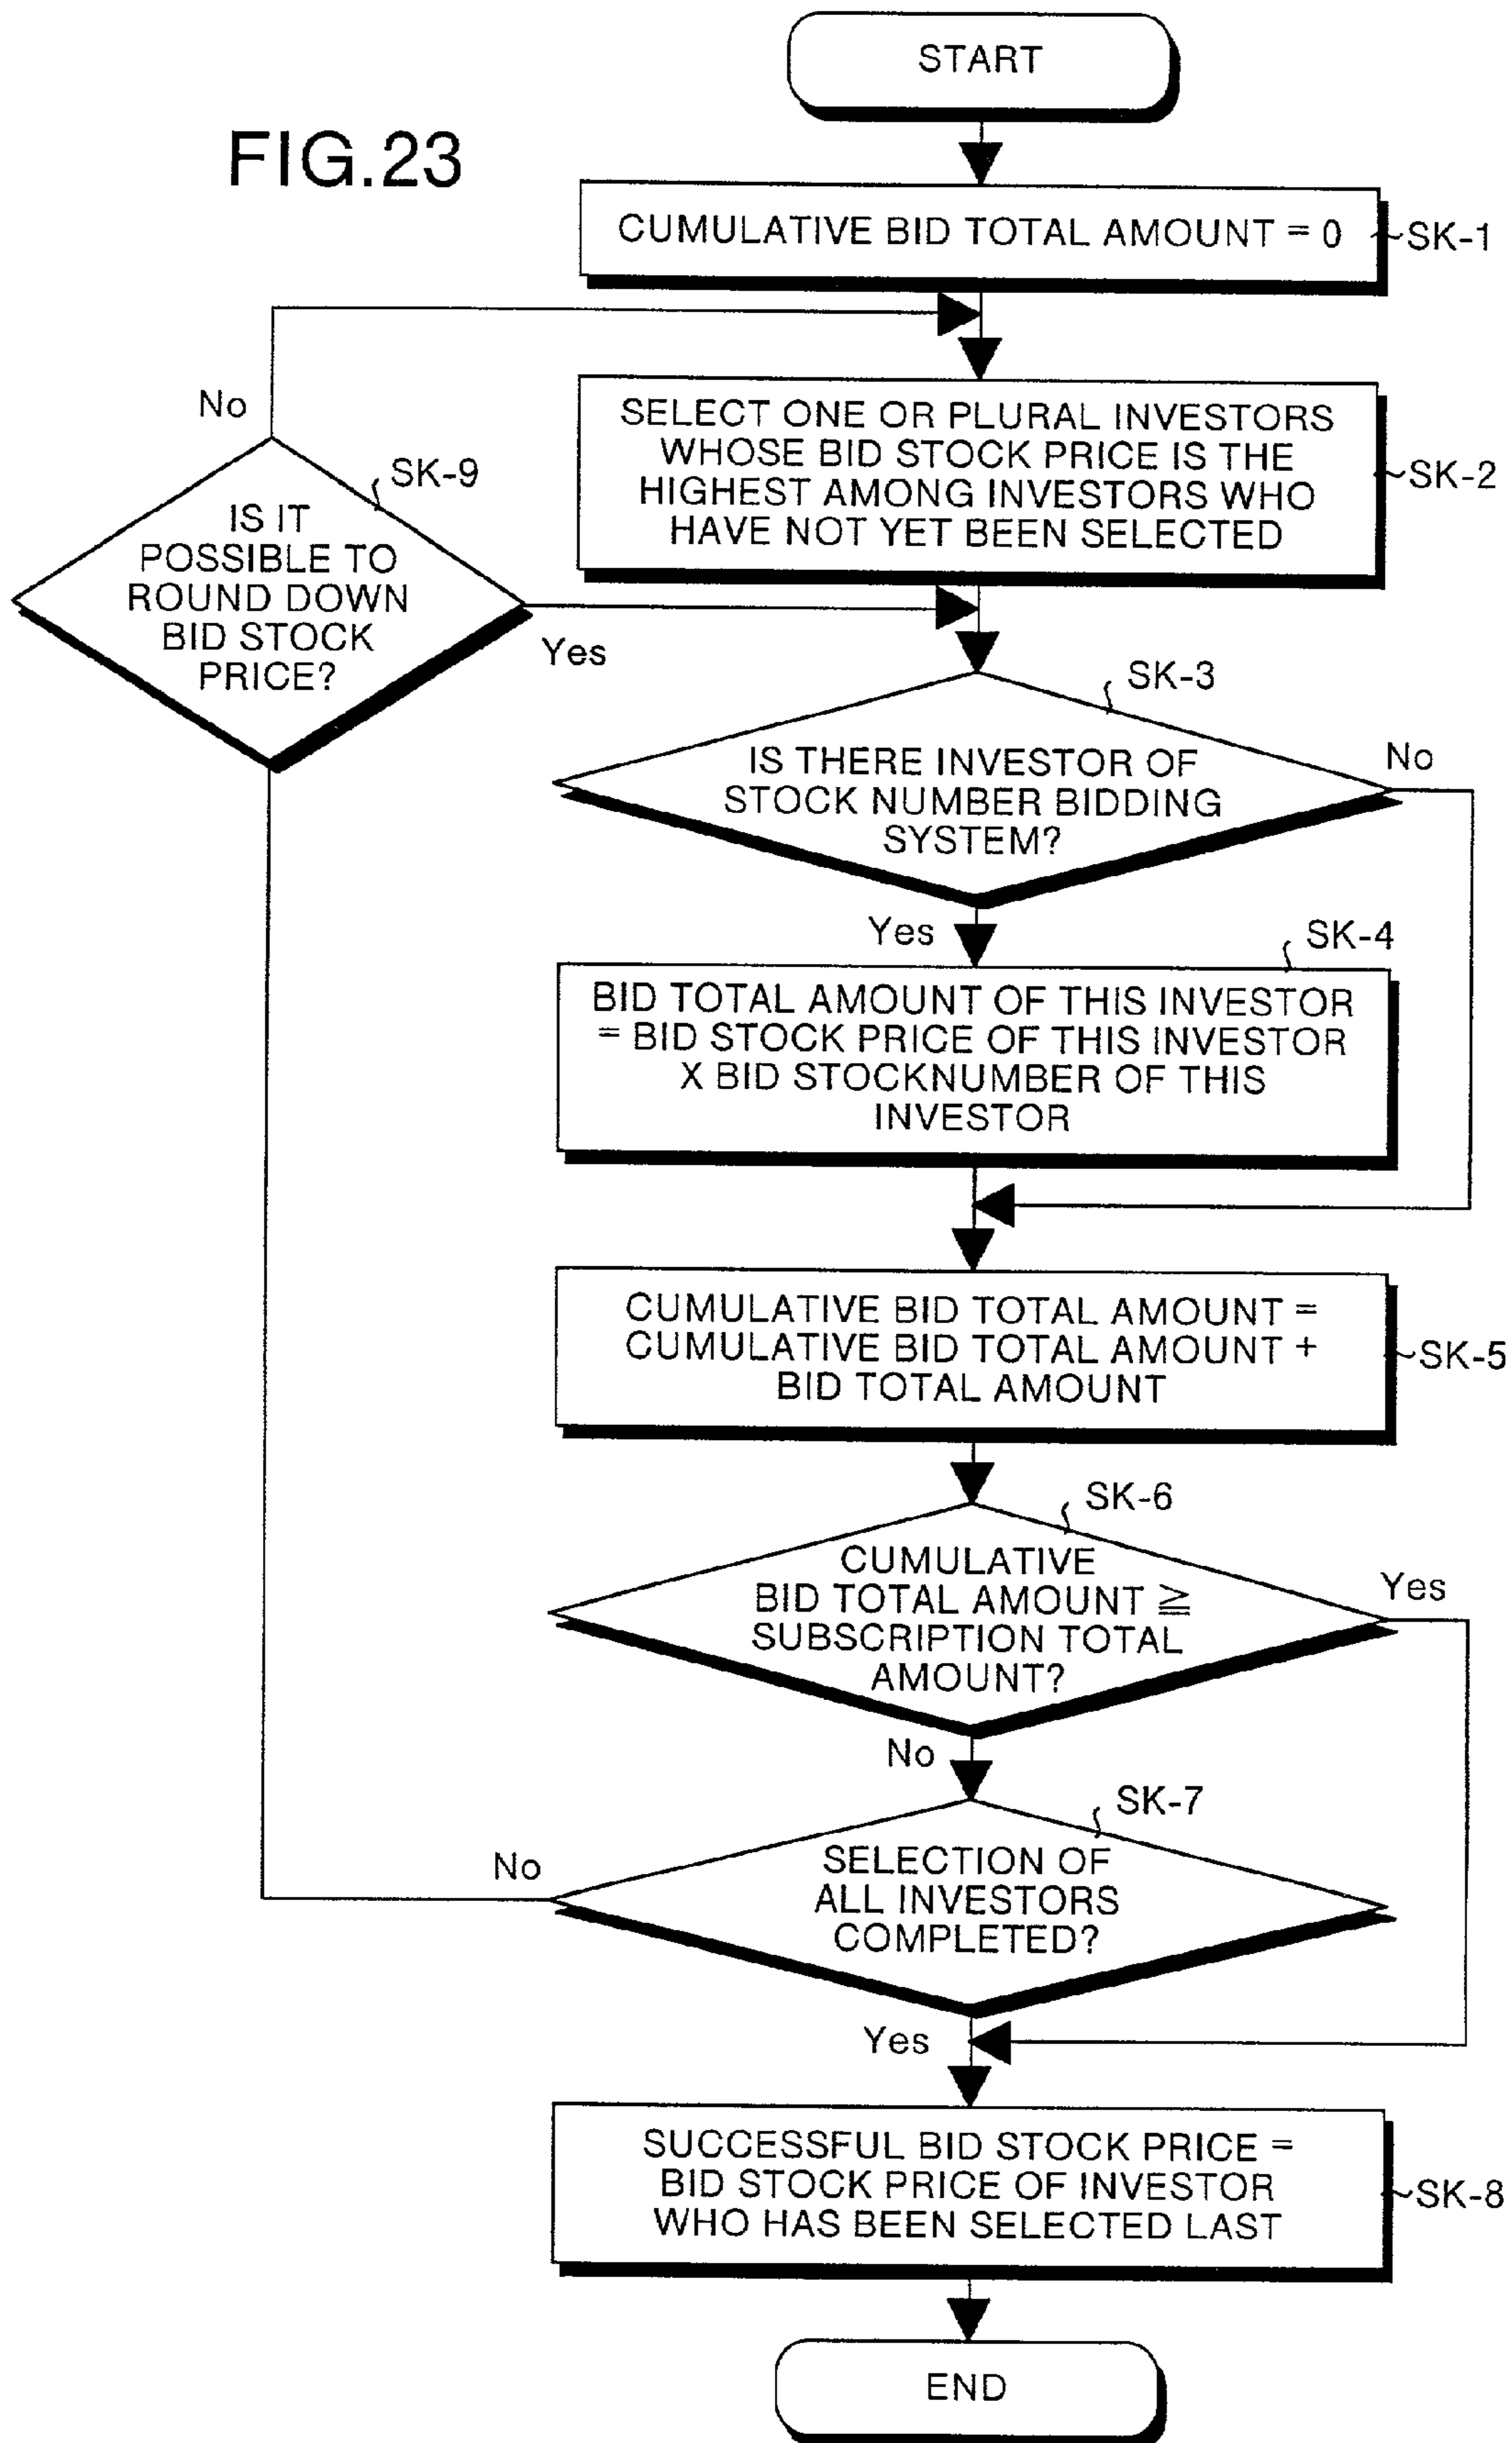 START
FIG.23
CUMULATIVE BID TOTAL AMOUNT = 0
SK-1
No
SELECT ONE OR PLURAL INVESTORS
WHOSE BID STOCK PRICE IS THE
HIGHEST AMONG INVESTORS WHO
HAVE NOT YET BEEN SELECTED
SK-2
SK-9
IS IT
POSSIBLE TO
ROUND DOWN
BID STOCK
PRICE?
Yes
SK-3
IS THERE INVESTOR OF
STOCK NUMBER BIDDING
SYSTEM?
No
Yes
SK-4
BID TOTAL AMOUNT OF THIS INVESTOR
= BID STOCK PRICE OF THIS INVESTOR
X BID STOCKNUMBER OF THIS
INVESTOR
CUMULATIVE BID TOTAL AMOUNT =
CUMULATIVE BID TOTAL AMOUNT +
BID TOTAL AMOUNT
SK-5
SK-6
CUMULATIVE
BID TOTAL AMOUNT ≧
SUBSCRIPTION TOTAL
AMOUNT?
Yes
No
SK-7
SELECTION OF
ALL INVESTORS
COMPLETED?
No
Yes
SUCCESSFUL BID STOCK PRICE =
BID STOCK PRICE OF INVESTOR
WHO HAS BEEN SELECTED LAST
SK-8
END